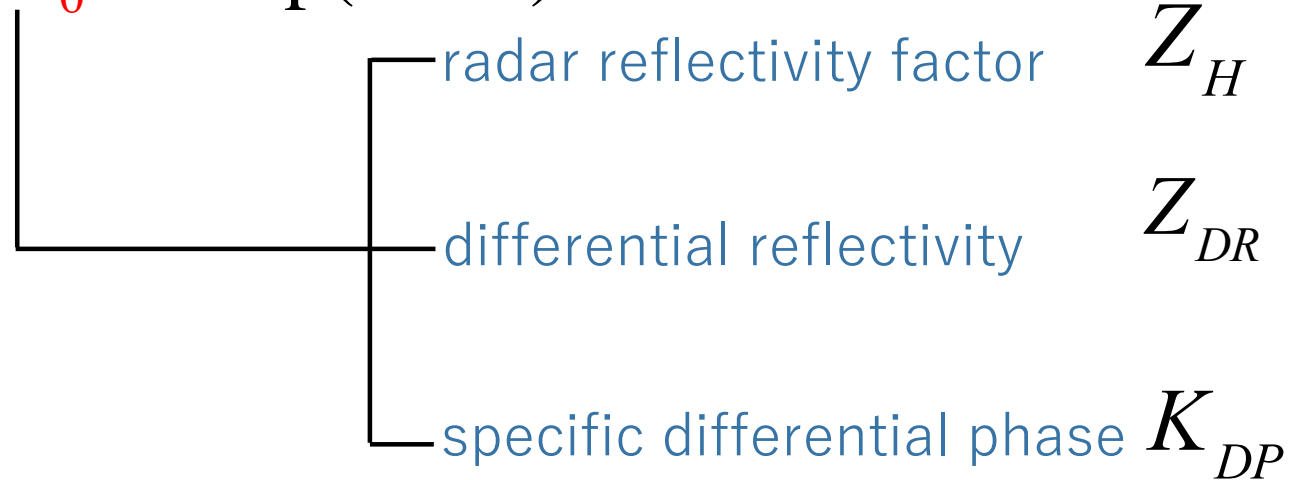 radar reflectivity factor Z_H
differential reflectivity Z_DR
specific differential phase K_DP